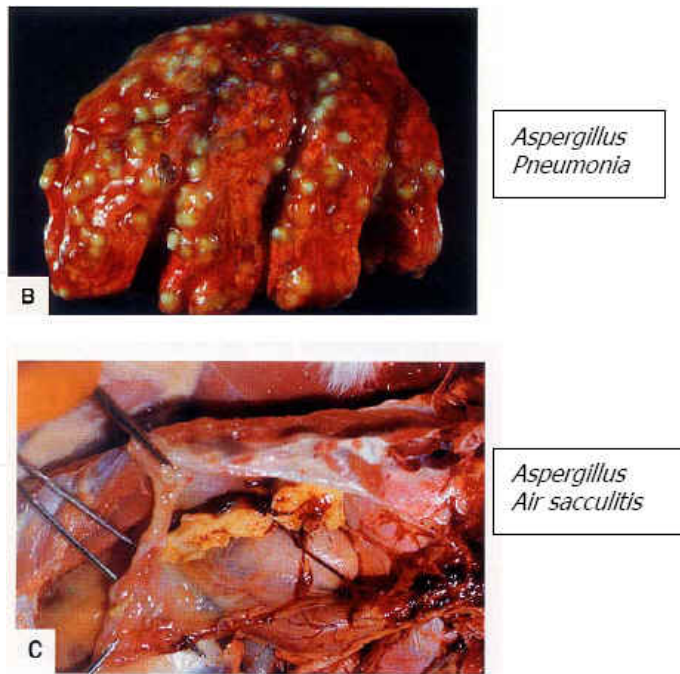 Aspergillus
Pneumonia
B
Aspergillus
Air sacculitis
C